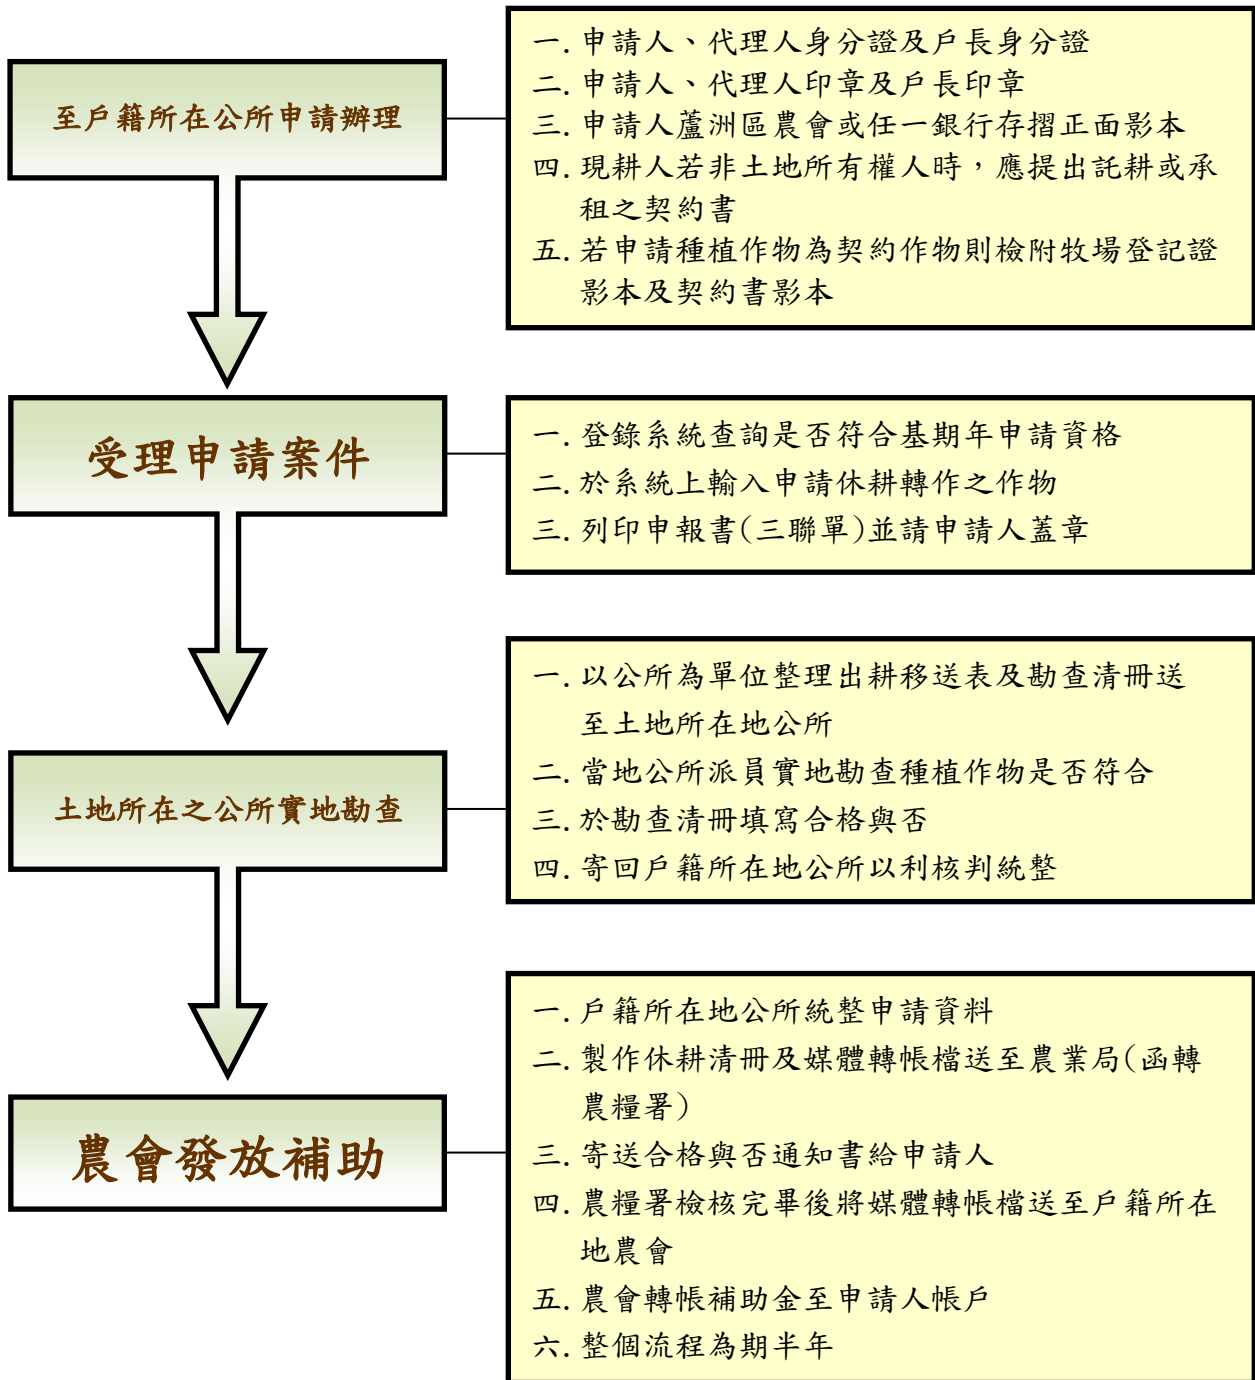 至戶籍所在公所申請辦理
一. 申請人、代理人身分證及戶長身分證
二. 申請人、代理人印章及戶長印章
三. 申請人蘆洲區農會或任一銀行存摺正面影本
四. 現耕人若非土地所有權人時，應提出託耕或承
租之契約書
五. 若申請種植作物為契約作物則檢附牧場登記證
影本及契約書影本
受理申請案件
一. 登錄系統查詢是否符合基期年申請資格
二. 於系統上輸入申請休耕轉作之作物
三. 列印申報書(三聯單)並請申請人蓋章
土地所在之公所實地勘查
一. 以公所為單位整理出耕移送表及勘查清冊送
至土地所在地公所
二. 當地公所派員實地勘查種植作物是否符合
三. 於勘查清冊填寫合格與否
四. 寄回戶籍所在地公所以利核判統整
農會發放補助
一. 戶籍所在地公所統整申請資料
二. 製作休耕清冊及媒體轉帳檔送至農業局(函轉
農糧署)
三. 寄送合格與否通知書給申請人
四. 農糧署檢核完畢後將媒體轉帳檔送至戶籍所在
地農會
五. 農會轉帳補助金至申請人帳戶
六. 整個流程為期半年